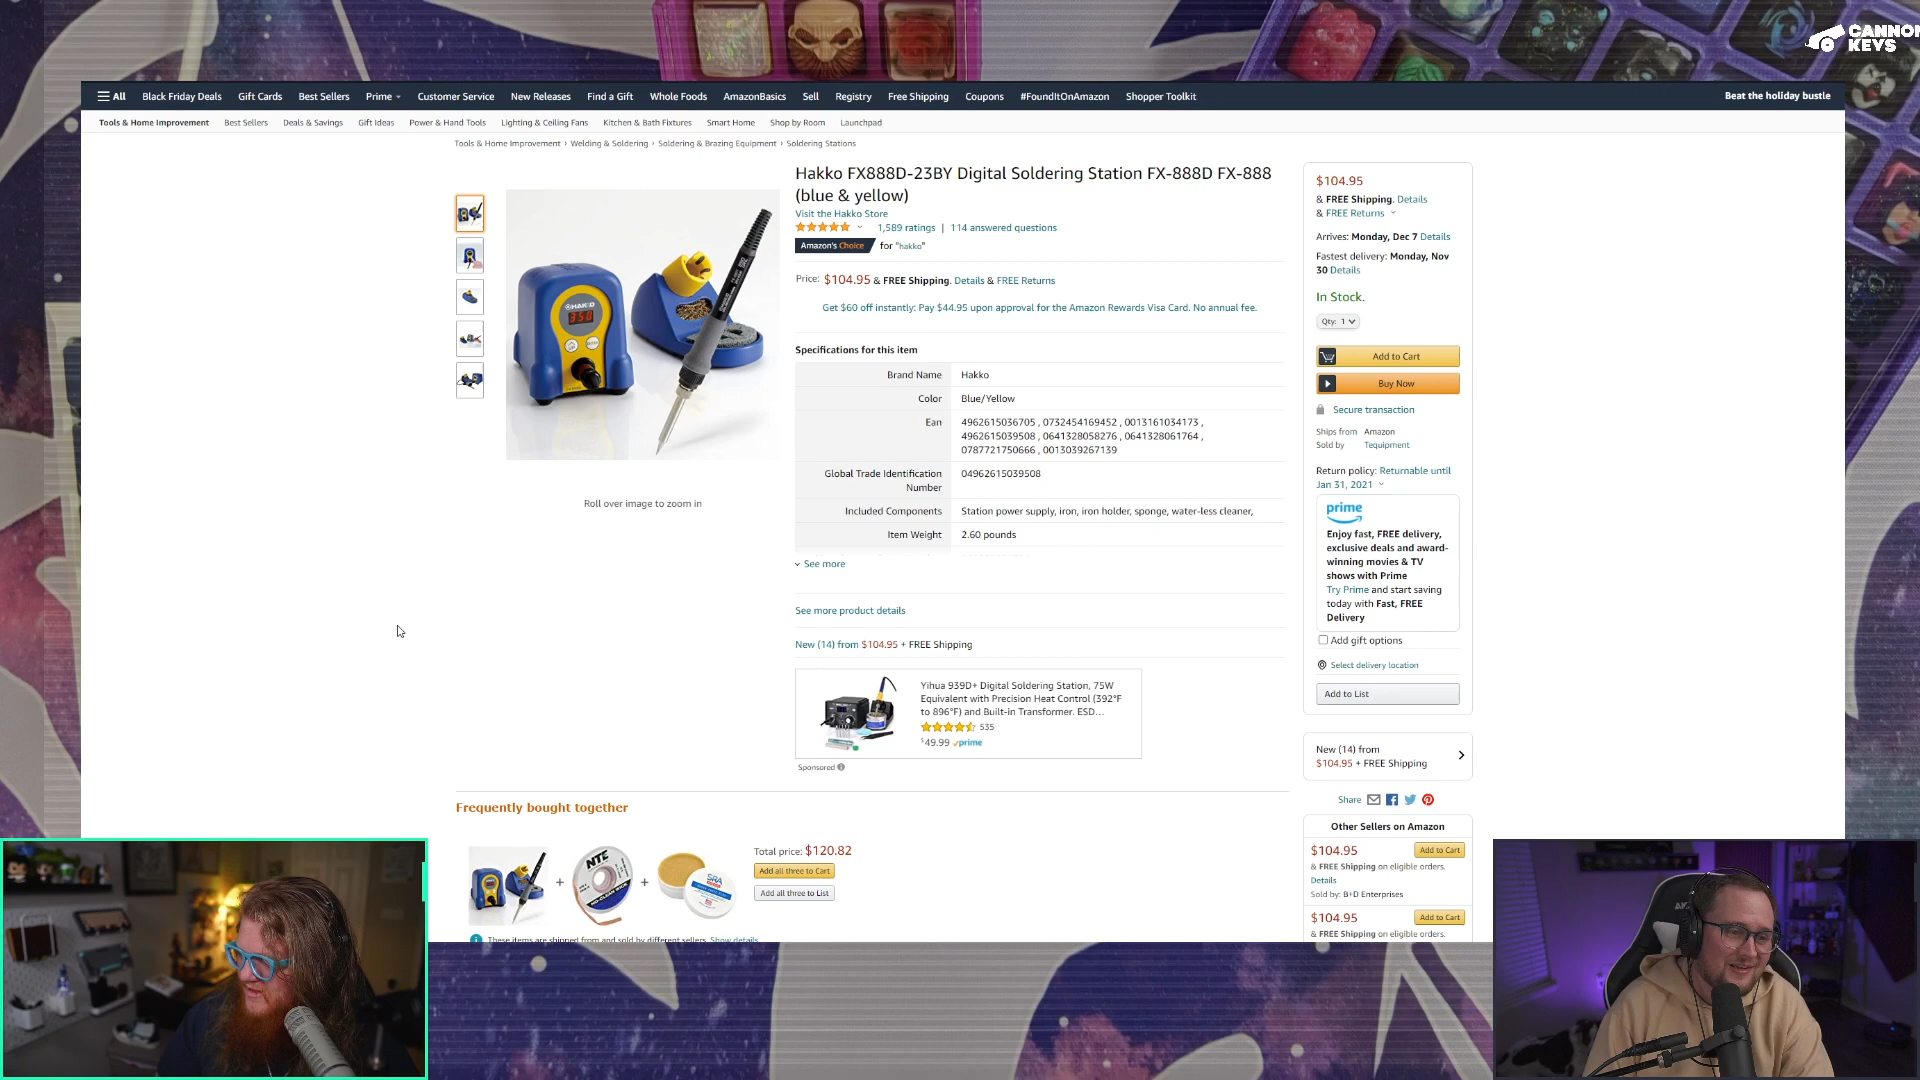 CANNON
KEYS
All Black Friday Deals Gift Cards Best Sellers Prime Customer Service New Releases Find a Gift Whole Foods AmazonBasics Sell Registry Free Shipping Coupons #FoundItOnAmazon Shopper Toolkit Beat the holiday bustle
Tools & Home Improvement Best Sellers Deals & Savings Gift Ideas Power & Hand Tools Lighting & Ceiling Fans Kitchen & Bath Fixtures Smart Home Shop by Room Launchpad
Tools & Home Improvement › Welding & Soldering › Soldering & Brazing Equipment › Soldering Stations
Hakko FX888D-23BY Digital Soldering Station FX-888D FX-888
(blue & yellow)
Visit the Hakko Store
1,589 ratings | 114 answered questions
Amazon's Choice for "hakko"
Price: $104.95 & FREE Shipping. Details & FREE Returns
Get $60 off instantly: Pay $44.95 upon approval for the Amazon Rewards Visa Card. No annual fee.
HAKKO
350
Roll over image to zoom in
Specifications for this item
Brand Name Hakko
Color Blue/Yellow
Ean 4962615036705 , 0732454169452 , 0013161034173 ,
4962615039508 , 0641328058276 , 0641328061764 ,
0787721750666 , 0013039267139
Global Trade Identification 04962615039508
Number
Included Components Station power supply, iron, iron holder, sponge, water-less cleaner,
Item Weight 2.60 pounds
See more
See more product details
New (14) from $104.95 + FREE Shipping
Yihua 939D+ Digital Soldering Station, 75W
Equivalent with Precision Heat Control (392°F
to 896°F) and Built-in Transformer. ESD...
535
$49.99 prime
Sponsored
Frequently bought together
NTE
SRA
Total price: $120.82
Add all three to Cart
Add all three to List
These items are shipped from and sold by different sellers. Show details
$104.95
& FREE Shipping. Details
& FREE Returns
Arrives: Monday, Dec 7 Details
Fastest delivery: Monday, Nov
30 Details
In Stock.
Qty: 1
Add to Cart
Buy Now
Secure transaction
Ships from Amazon
Sold by Tequipment
Return policy: Returnable until
Jan 31, 2021
prime
Enjoy fast, FREE delivery,
exclusive deals and award-
winning movies & TV
shows with Prime
Try Prime and start saving
today with Fast, FREE
Delivery
Add gift options
Select delivery location
Add to List
New (14) from
$104.95 + FREE Shipping
Share
Other Sellers on Amazon
$104.95 Add to Cart
& FREE Shipping on eligible orders.
Details
Sold by: B+D Enterprises
$104.95 Add to Cart
& FREE Shipping on eligible orders.